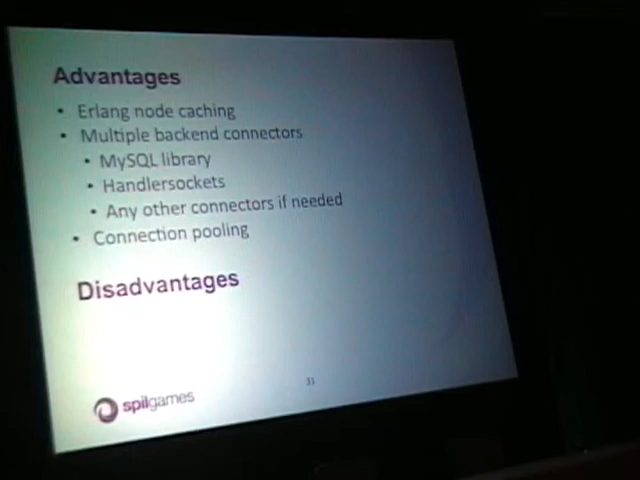 Advantages
• Erlang node caching
• Multiple backend connectors
• MySQL library
• Handlersockets
• Any other connectors if needed
• Connection pooling
Disadvantages
spilgames
31